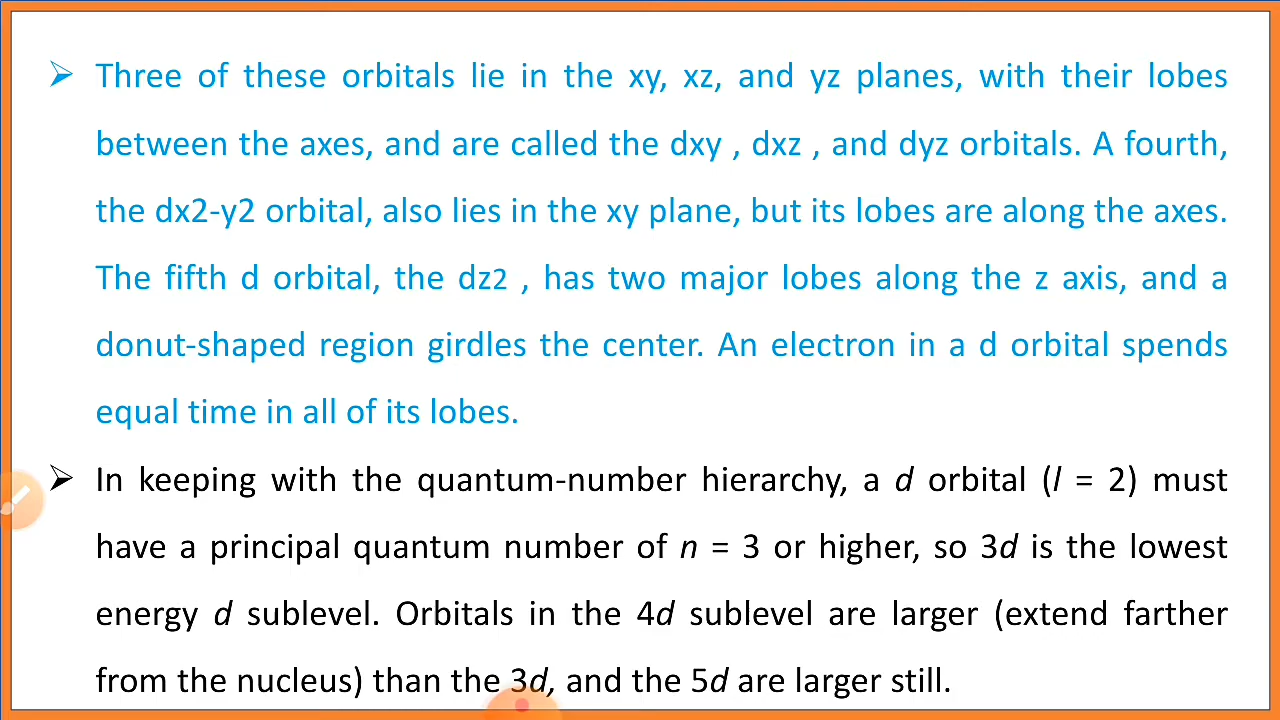 ➢ Three of these orbitals lie in the xy, xz, and yz planes, with their lobes
between the axes, and are called the dxy , dxz , and dyz orbitals. A fourth,
the dx2-y2 orbital, also lies in the xy plane, but its lobes are along the axes.
The fifth d orbital, the dz2 , has two major lobes along the z axis, and a
donut-shaped region girdles the center. An electron in a d orbital spends
equal time in all of its lobes.
➢ In keeping with the quantum-number hierarchy, a d orbital (l = 2) must
have a principal quantum number of n = 3 or higher, so 3d is the lowest
energy d sublevel. Orbitals in the 4d sublevel are larger (extend farther
from the nucleus) than the 3d, and the 5d are larger still.